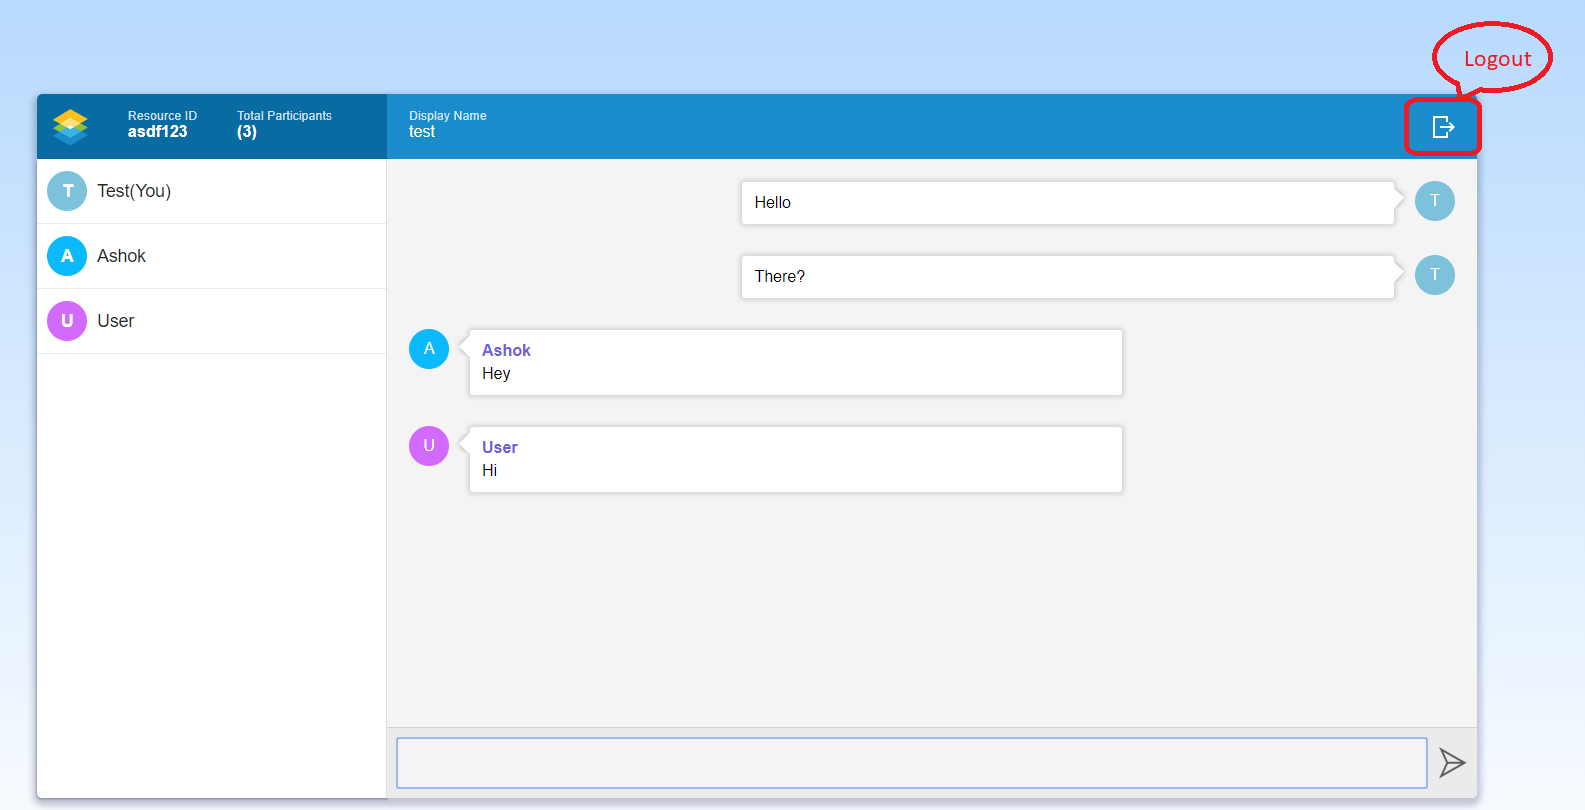 Logout
Resource ID
asdf123
Total Participants
(3)
Display Name
test
T Test(You)
A Ashok
U User
Hello T
There? T
A Ashok
Hey
U User
Hi